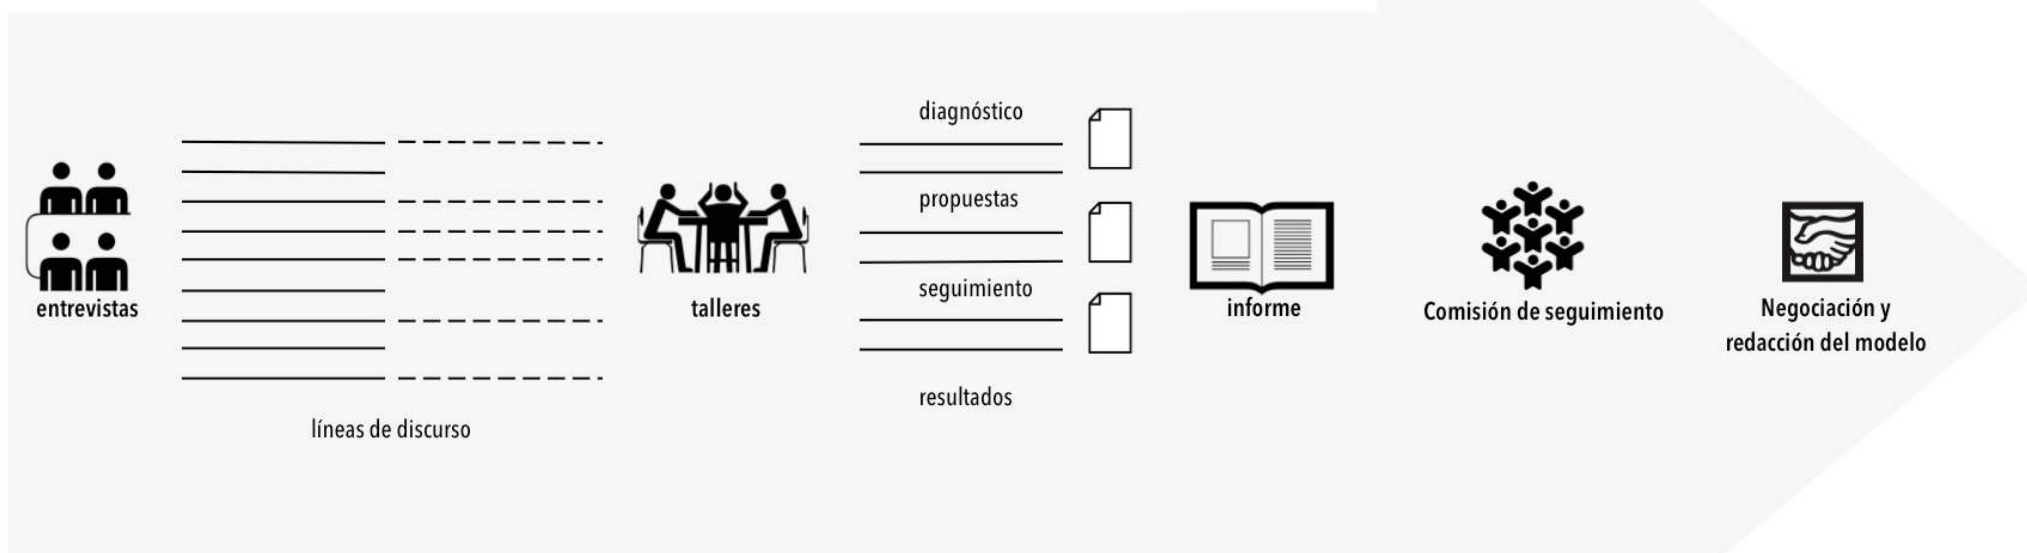 entrevistas
líneas de discurso
talleres
diagnóstico
propuestas
seguimiento
resultados
informe
Comisión de seguimiento
Negociación y
redacción del modelo